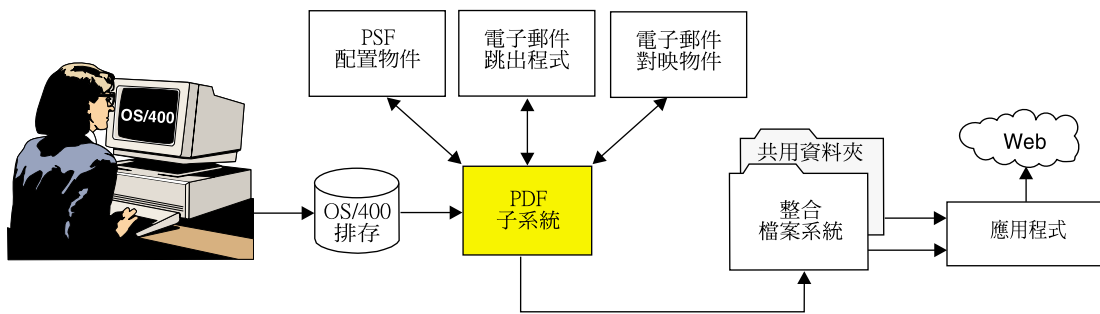 PSF
配置物件
電子郵件
跳出程式
電子郵件
對映物件
OS/400
共用資料夾
Web
OS/400
排存
PDF
子系統
整合
檔案系統
應用程式